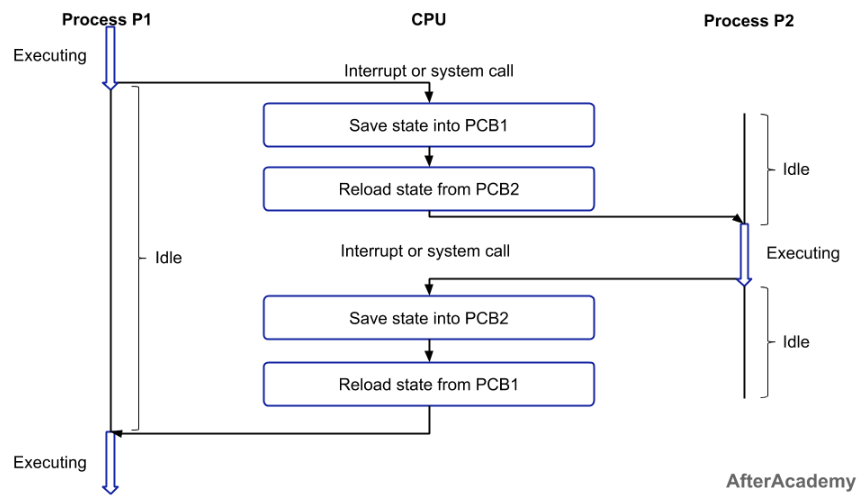 Process P1
CPU
Process P2
Executing
Interrupt or system call
Save state into PCB1
Idle
Reload state from PCB2
Idle
Interrupt or system call
Executing
Save state into PCB2
Idle
Reload state from PCB1
Executing
AfterAcademy